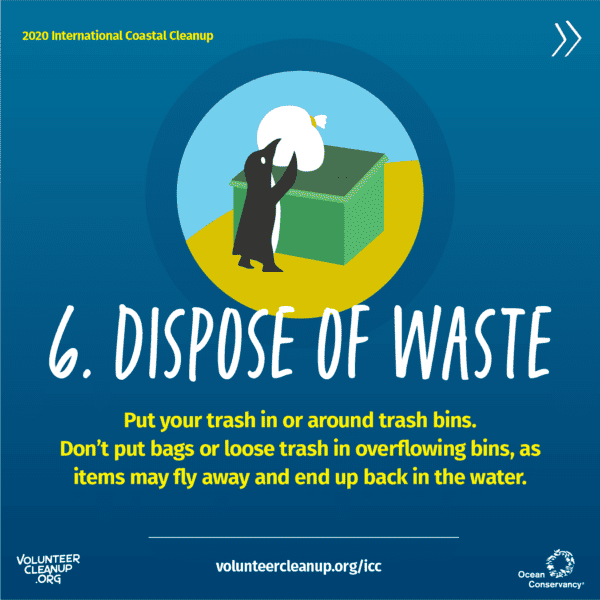 2020 International Coastal Cleanup
6. DISPOSE OF WASTE
Put your trash in or around trash bins.
Don't put bags or loose trash in overflowing bins, as
items may fly away and end up back in the water.
VOLUNTEER
CLEANUP
.ORG
volunteercleanup.org/icc
Ocean
Conservancy®